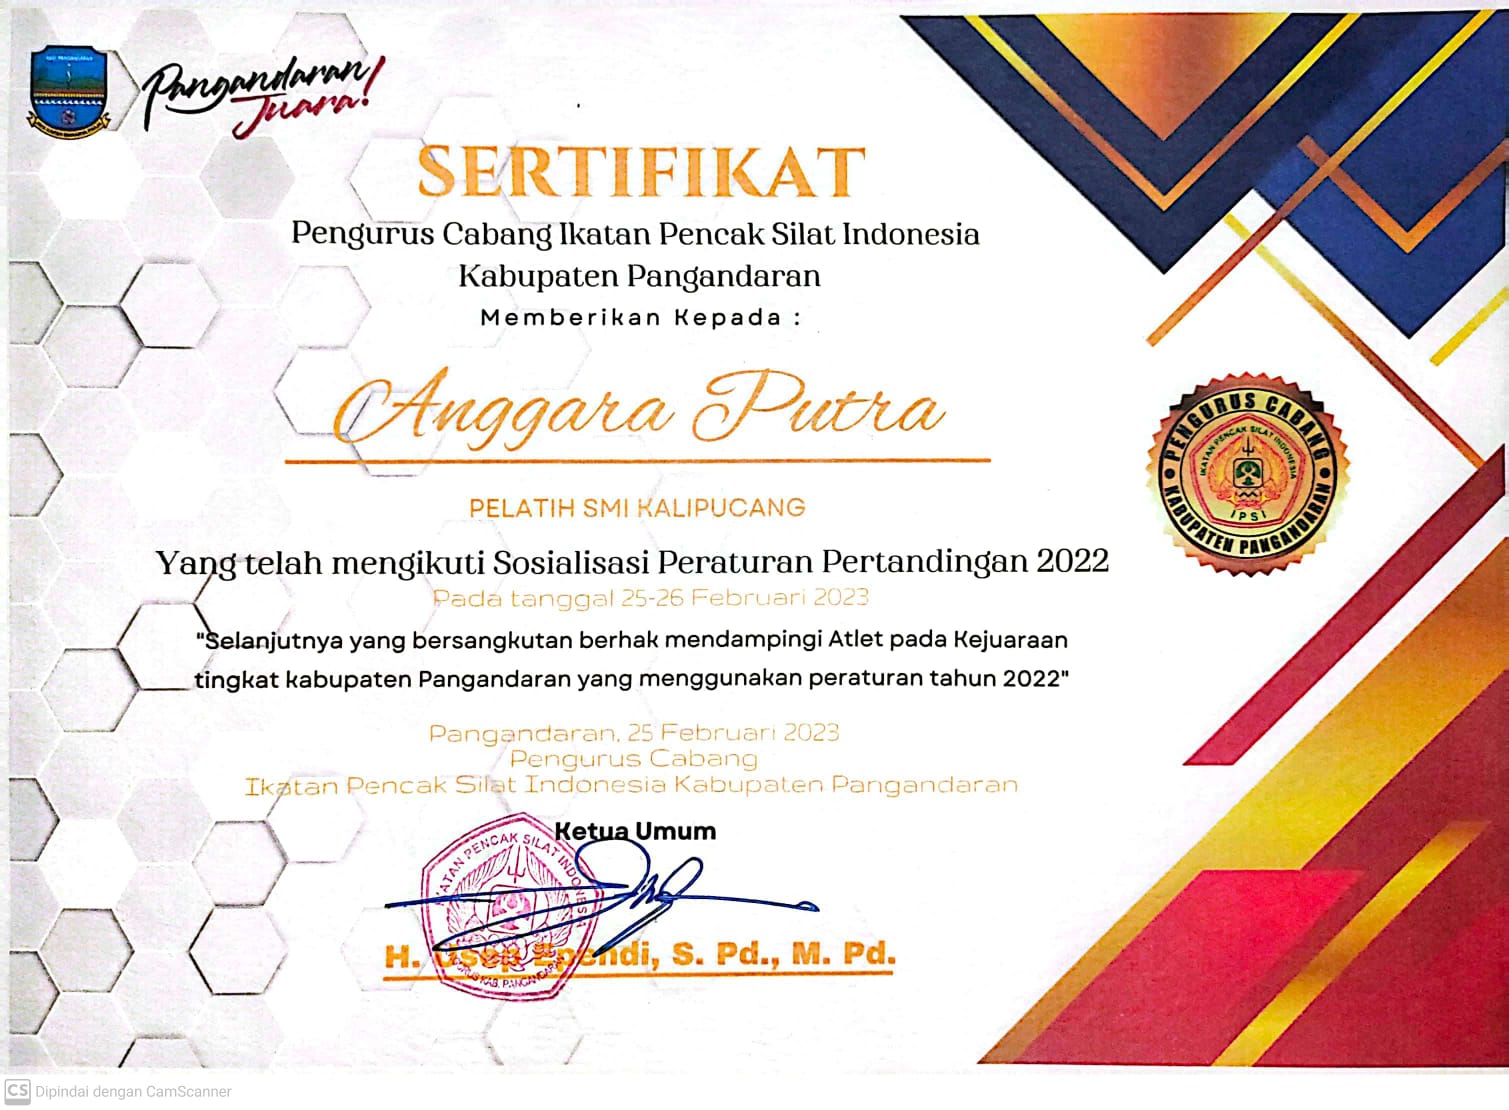 KAB. PANGANDARAN
Pangandaran
Juara!
SERTIFIKAT
Pengurus Cabang Ikatan Pencak Silat Indonesia
Kabupaten Pangandaran
Memberikan Kepada :
Anggara Putra
PENGURUS CABANG
IKATAN PENCAK SILAT INDONESIA
IPSI
KABUPATEN PANGANDARAN
PELATIH SMI KALIPUCANG
Yang telah mengikuti Sosialisasi Peraturan Pertandingan 2022
Pada tanggal 25-26 Februari 2023
"Selanjutnya yang bersangkutan berhak mendampingi Atlet pada Kejuaraan
tingkat kabupaten Pangandaran yang menggunakan peraturan tahun 2022"
Pangandaran, 25 Februari 2023
Pengurus Cabang
Ikatan Pencak Silat Indonesia Kabupaten Pangandaran
Ketua Umum
IKATAN PENCAK SILAT INDONESIA
PENGURUS KAB. PANGANDARAN
H. Usep Ependi, S. Pd., M. Pd.
CS Dipindai dengan CamScanner